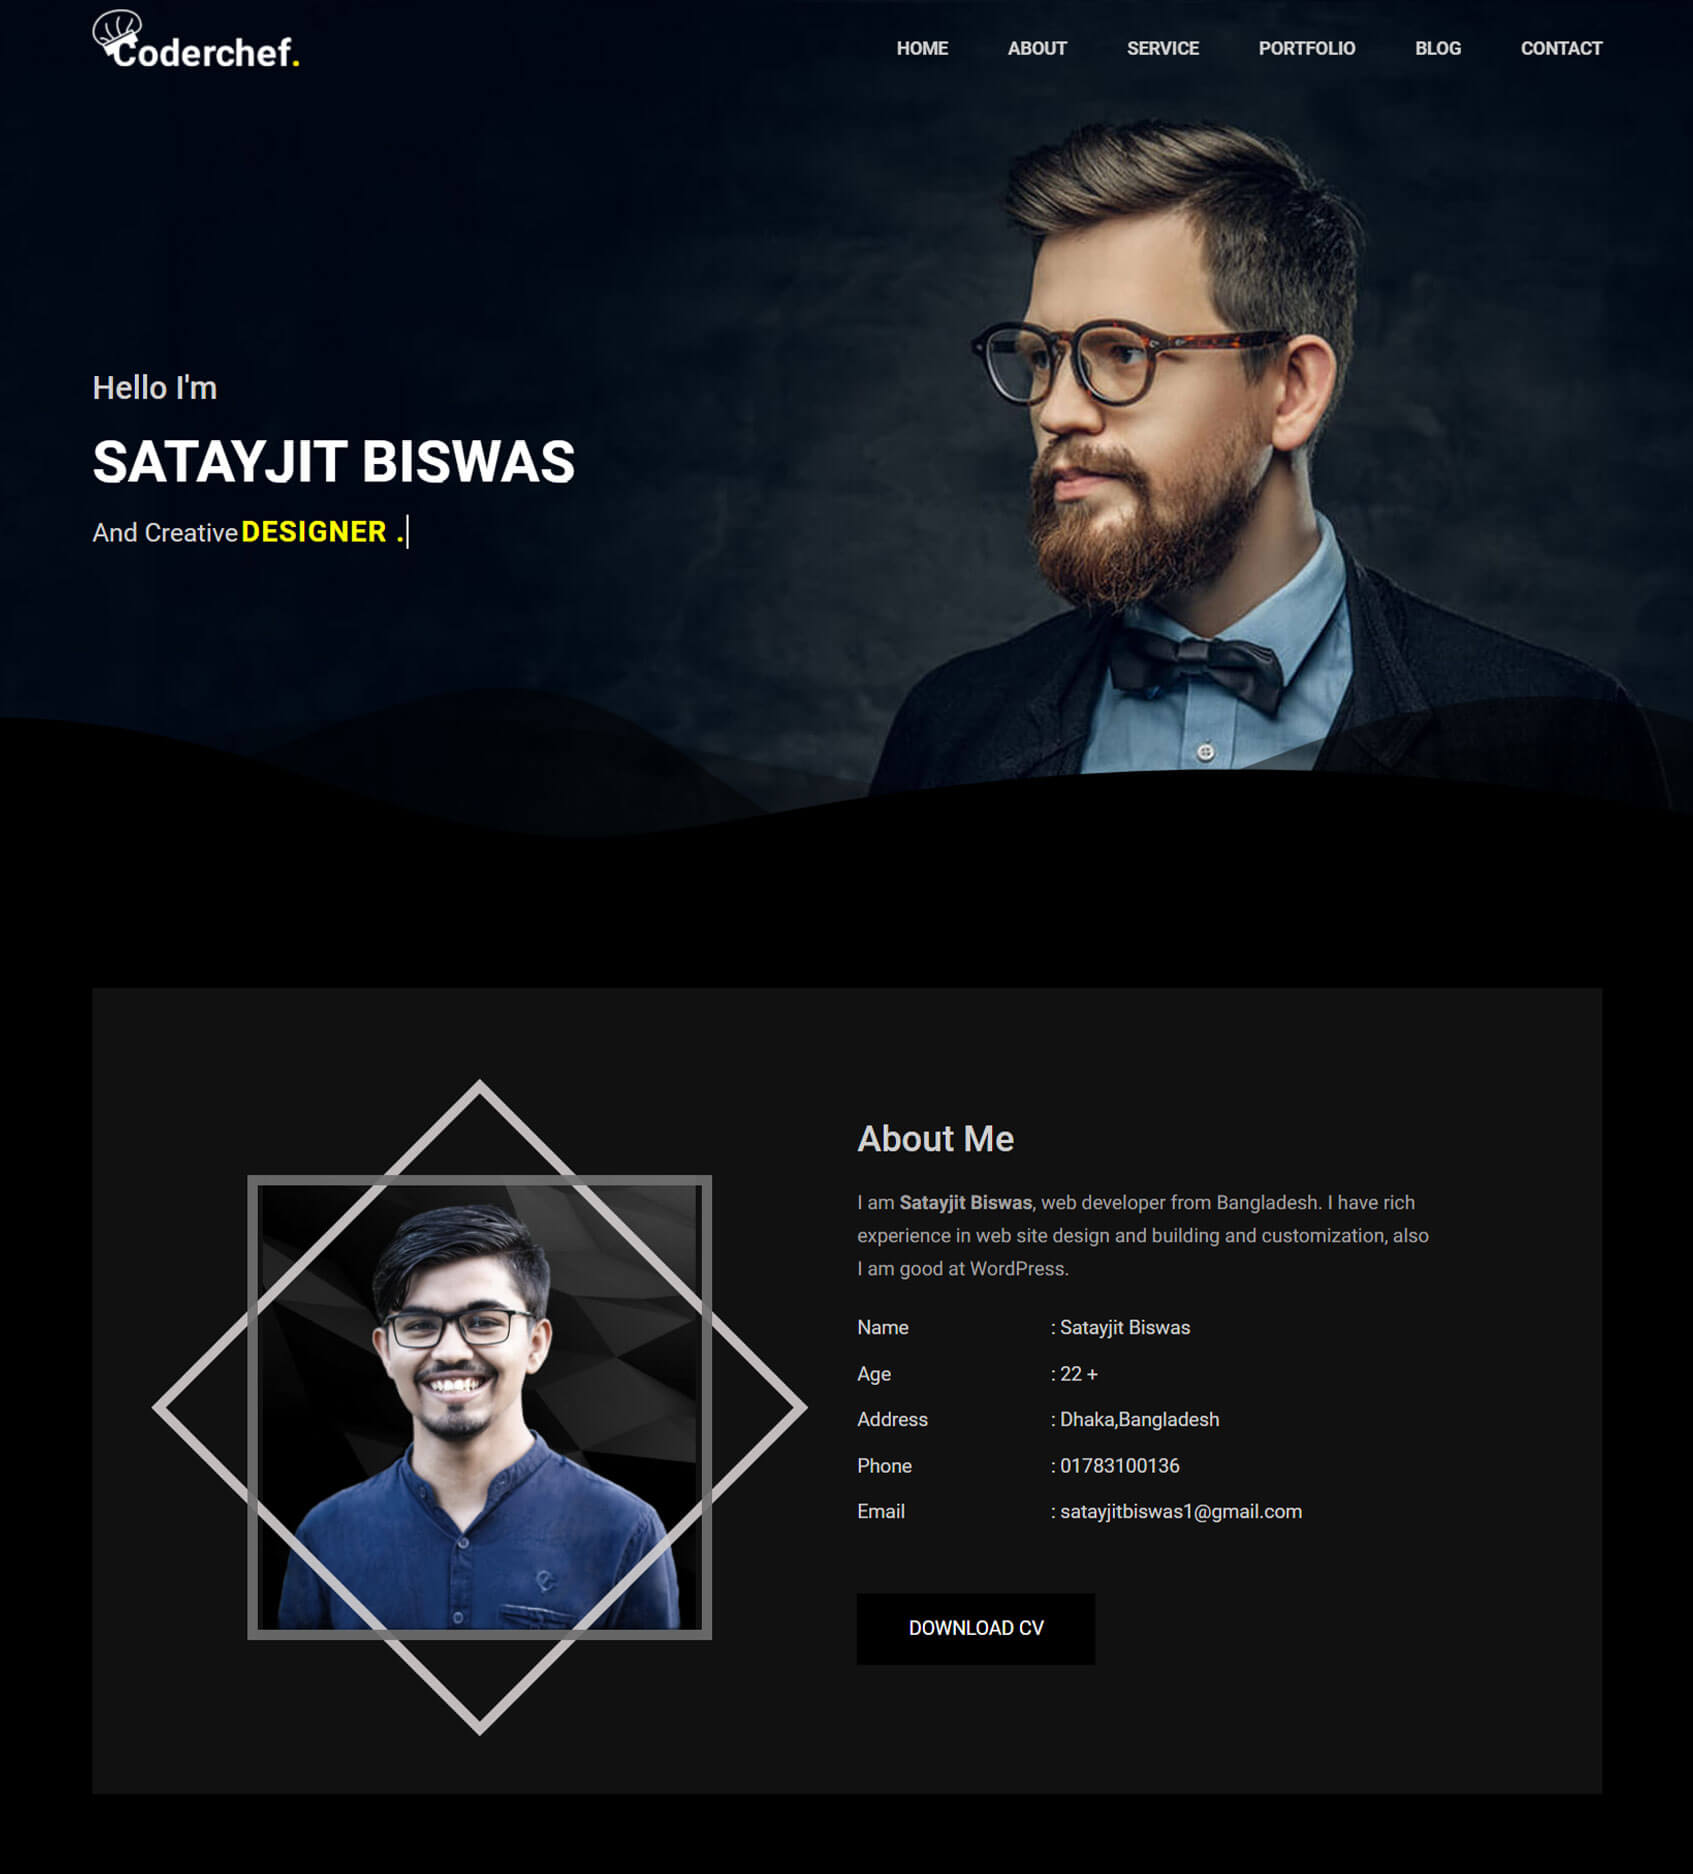 Coderchef.
HOME ABOUT SERVICE PORTFOLIO BLOG CONTACT
Hello I'm
SATAYJIT BISWAS
And Creative DESIGNER .
About Me
I am Satayjit Biswas, web developer from Bangladesh. I have rich
experience in web site design and building and customization, also
I am good at WordPress.
Name : Satayjit Biswas
Age : 22 +
Address : Dhaka,Bangladesh
Phone : 01783100136
Email : satayjitbiswas1@gmail.com
DOWNLOAD CV